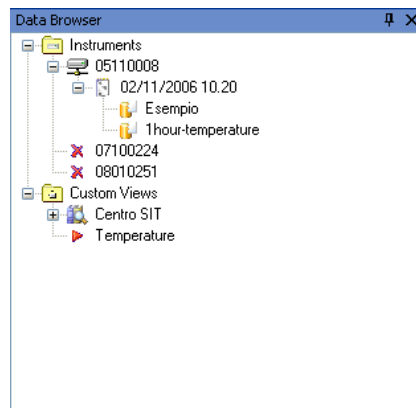 Data Browser
Instruments
05110008
02/11/2006 10.20
Esempio
1hour-temperature
07100224
08010251
Custom Views
Centro SIT
Temperature